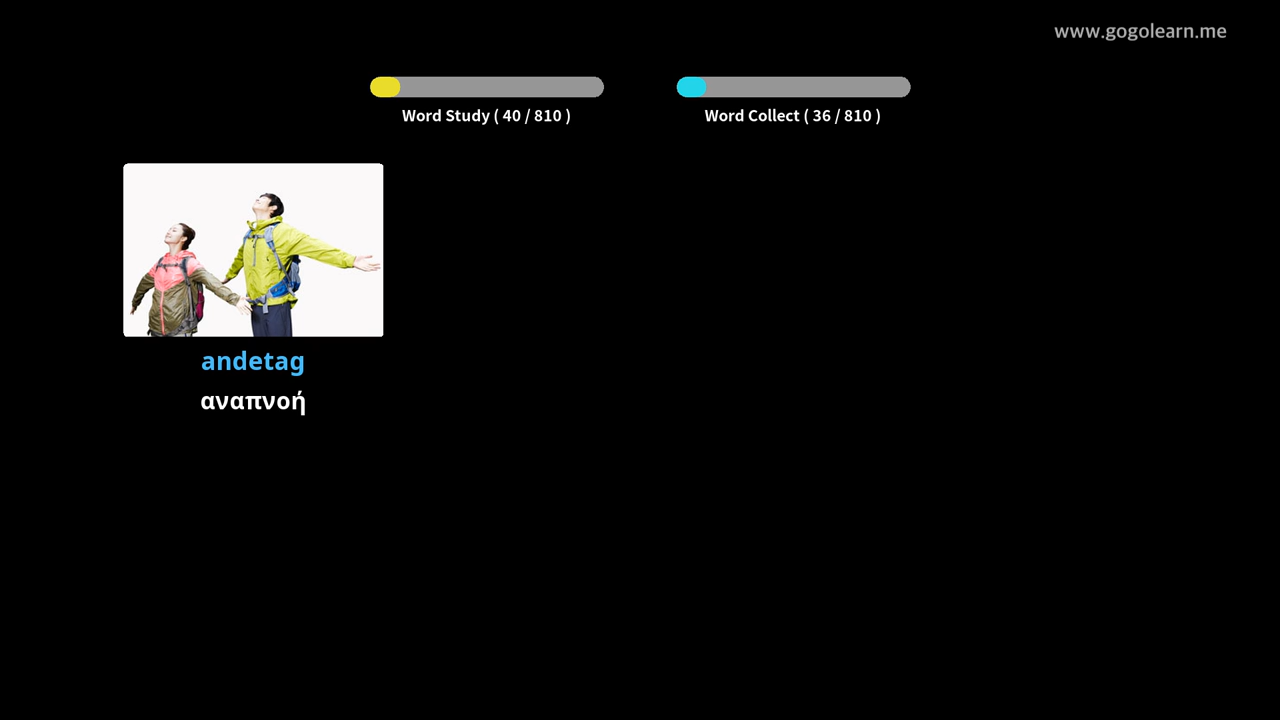 www.gogolearn.me
Word Study ( 40 / 810 )
Word Collect ( 36 / 810 )
andetag
αναπνοή